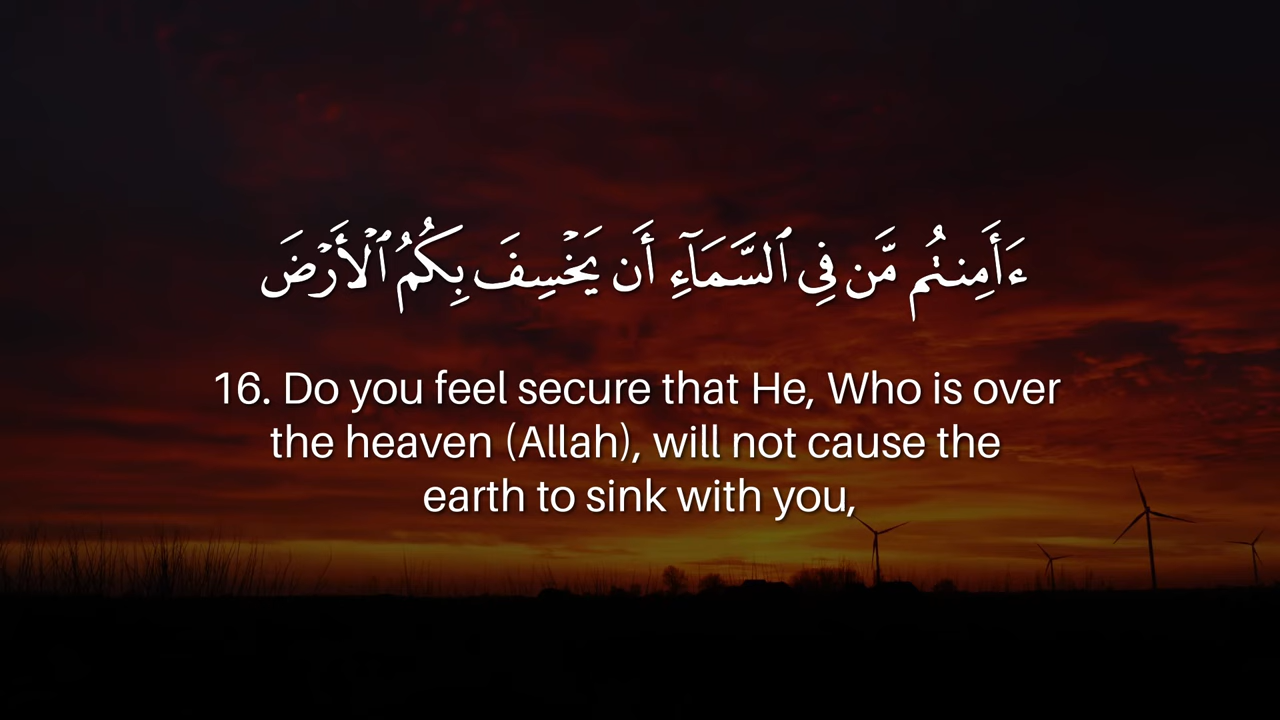 ءَأَمِنتُم مَّن فِى ٱلسَّمَآءِ أَن يَخْسِفَ بِكُمُ ٱلْأَرْضَ
16. Do you feel secure that He, Who is over
the heaven (Allah), will not cause the
earth to sink with you,